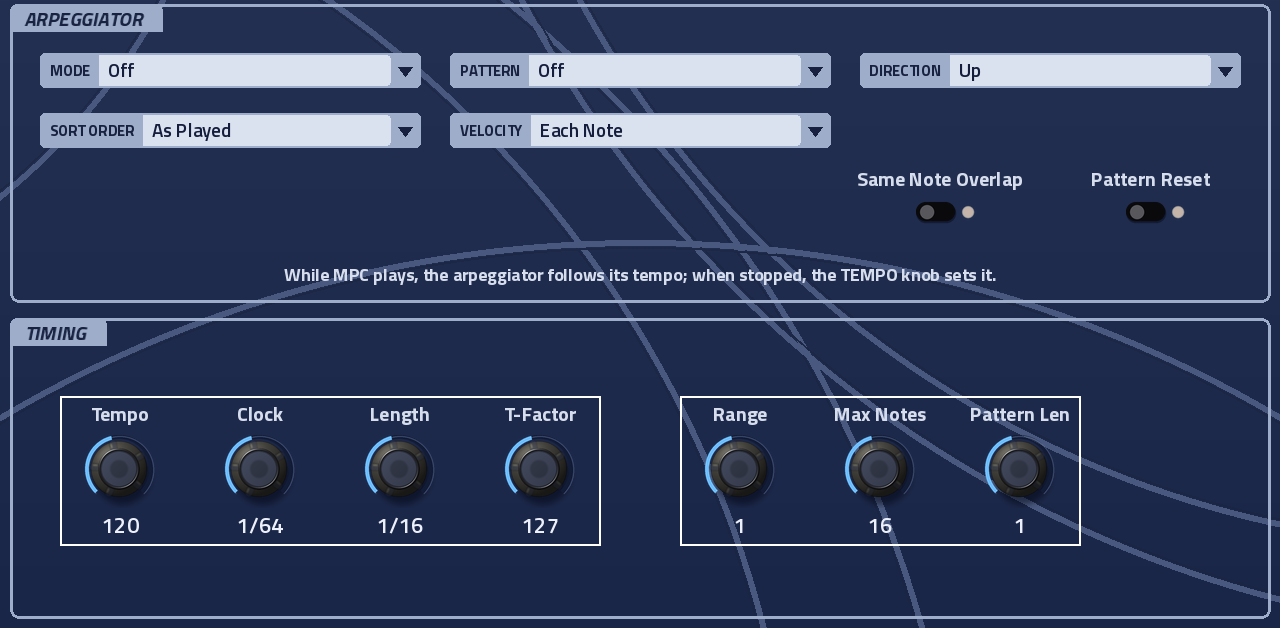 ARPEGGIATOR
MODE Off
PATTERN Off
DIRECTION Up
SORT ORDER As Played
VELOCITY Each Note
Same Note Overlap
Pattern Reset
While MPC plays, the arpeggiator follows its tempo; when stopped, the TEMPO knob sets it.
TIMING
Tempo Clock Length T-Factor
Range Max Notes Pattern Len
120 1/64 1/16 127
1 16 1